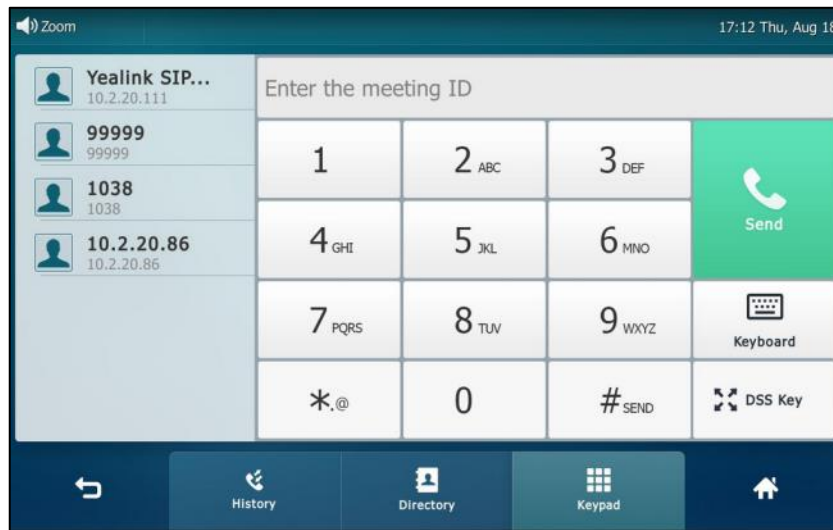 Zoom
17:12 Thu, Aug 18
Yealink SIP...
10.2.20.111
99999
99999
1038
1038
10.2.20.86
10.2.20.86
Enter the meeting ID
1
2 ABC
3 DEF
Send
4 GHI
5 JKL
6 MNO
7 PQRS
8 TUV
9 WXYZ
Keyboard
*.@
0
# SEND
DSS Key
History
Directory
Keypad